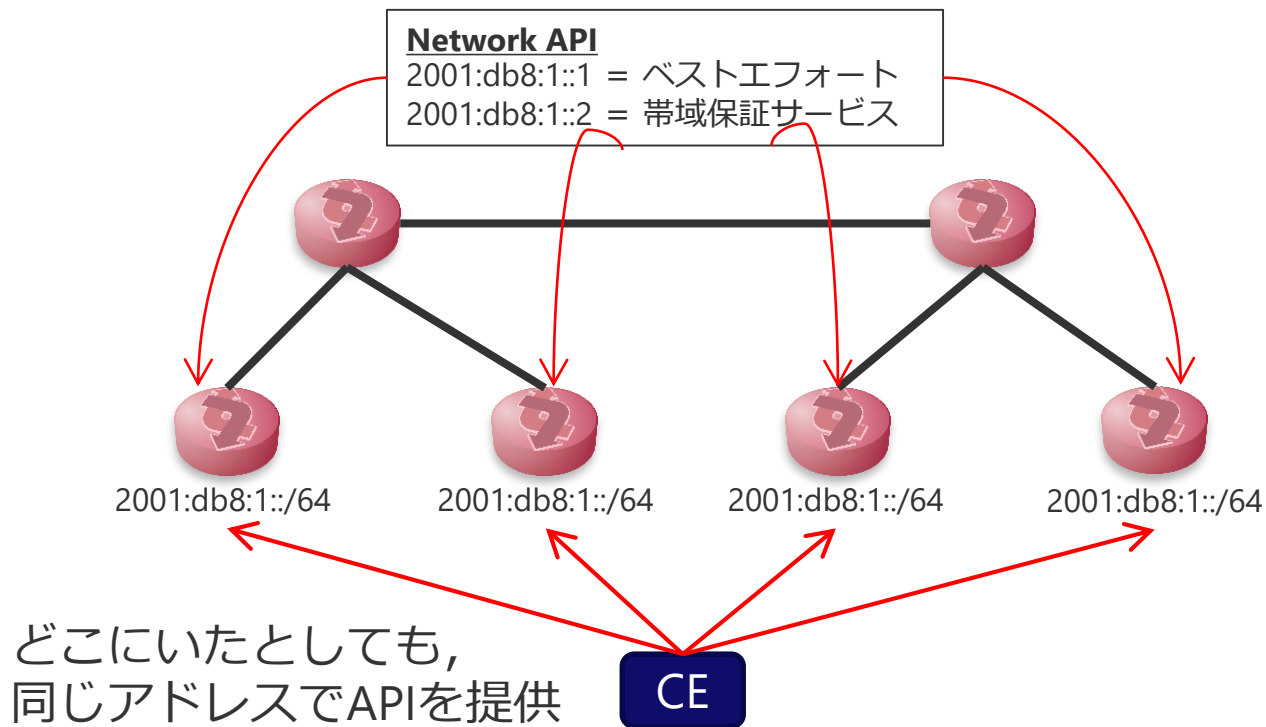 Network API
2001:db8:1::1 = ベストエフォート
2001:db8:1::2 = 帯域保証サービス
2001:db8:1::/64
2001:db8:1::/64
2001:db8:1::/64
2001:db8:1::/64
どこにいたとしても,
同じアドレスでAPIを提供
CE